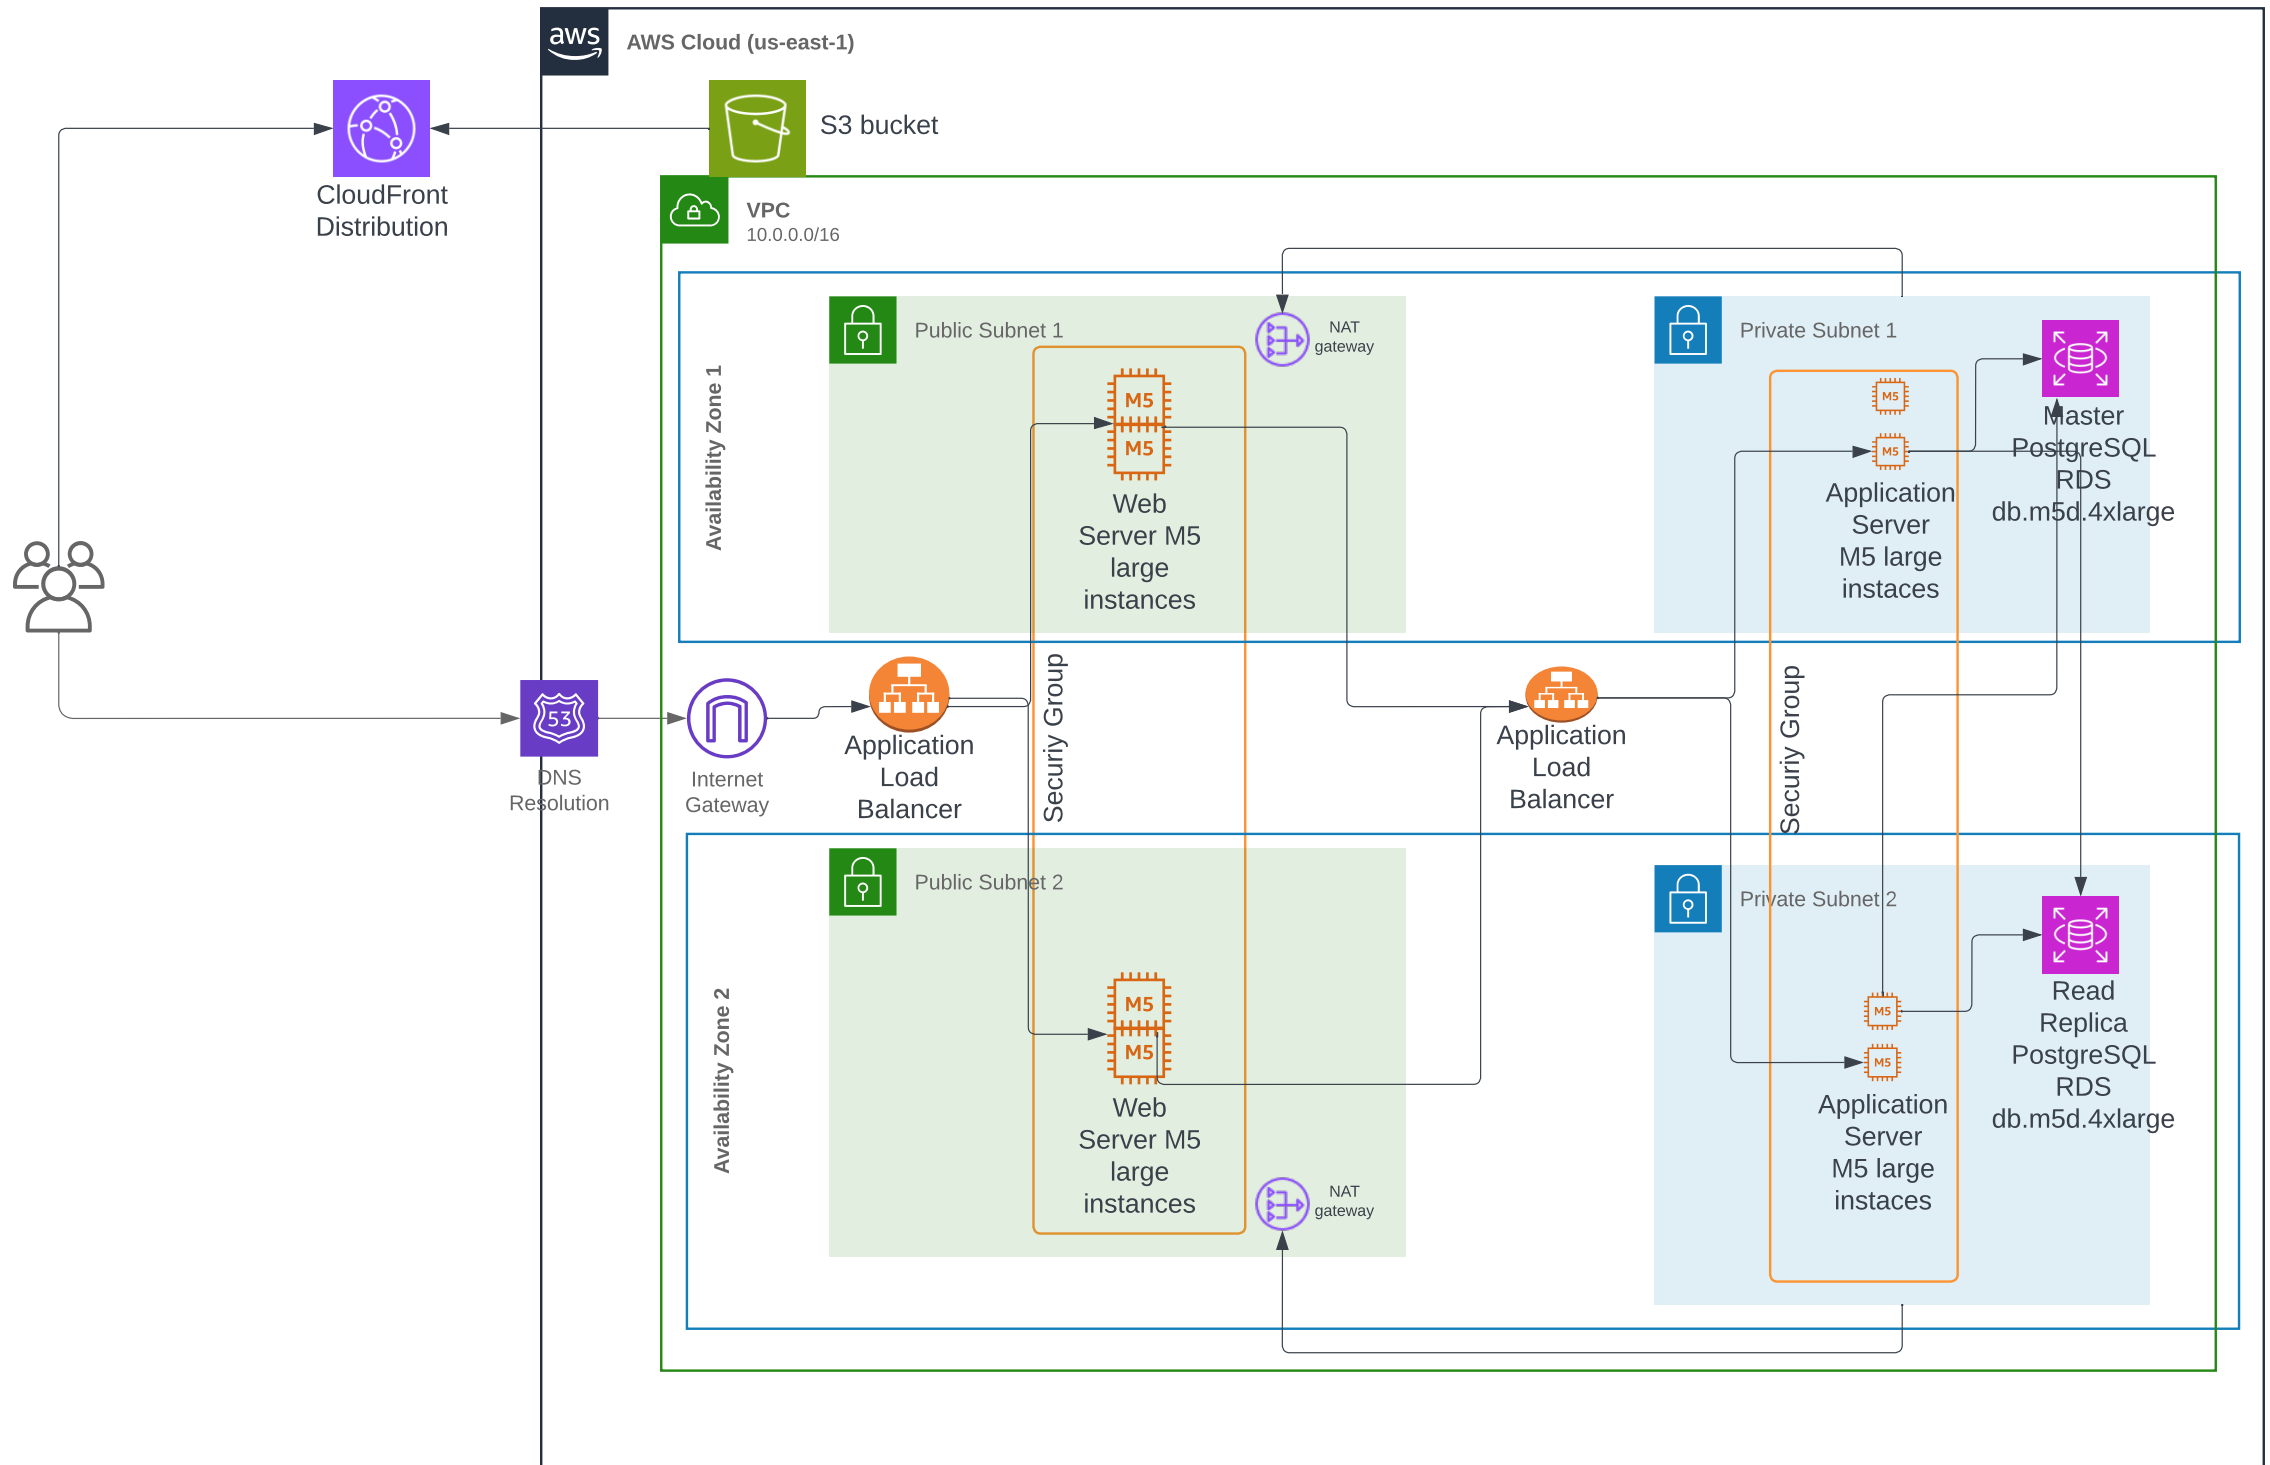 aws
AWS Cloud (us-east-1)
S3 bucket
CloudFront
Distribution
VPC
10.0.0.0/16
Availability Zone 1
Public Subnet 1
NAT
gateway
M5
M5
Web
Server M5
large
instances
Private Subnet 1
M5
M5
Application
Server
M5 large
instaces
Master
PostgreSQL
RDS
db.m5d.4xlarge
53
DNS
Resolution
Internet
Gateway
Application
Load
Balancer
Securiy Group
Application
Load
Balancer
Securiy Group
Availability Zone 2
Public Subnet 2
M5
M5
Web
Server M5
large
instances
NAT
gateway
Private Subnet 2
M5
M5
Application
Server
M5 large
instaces
Read
Replica
PostgreSQL
RDS
db.m5d.4xlarge